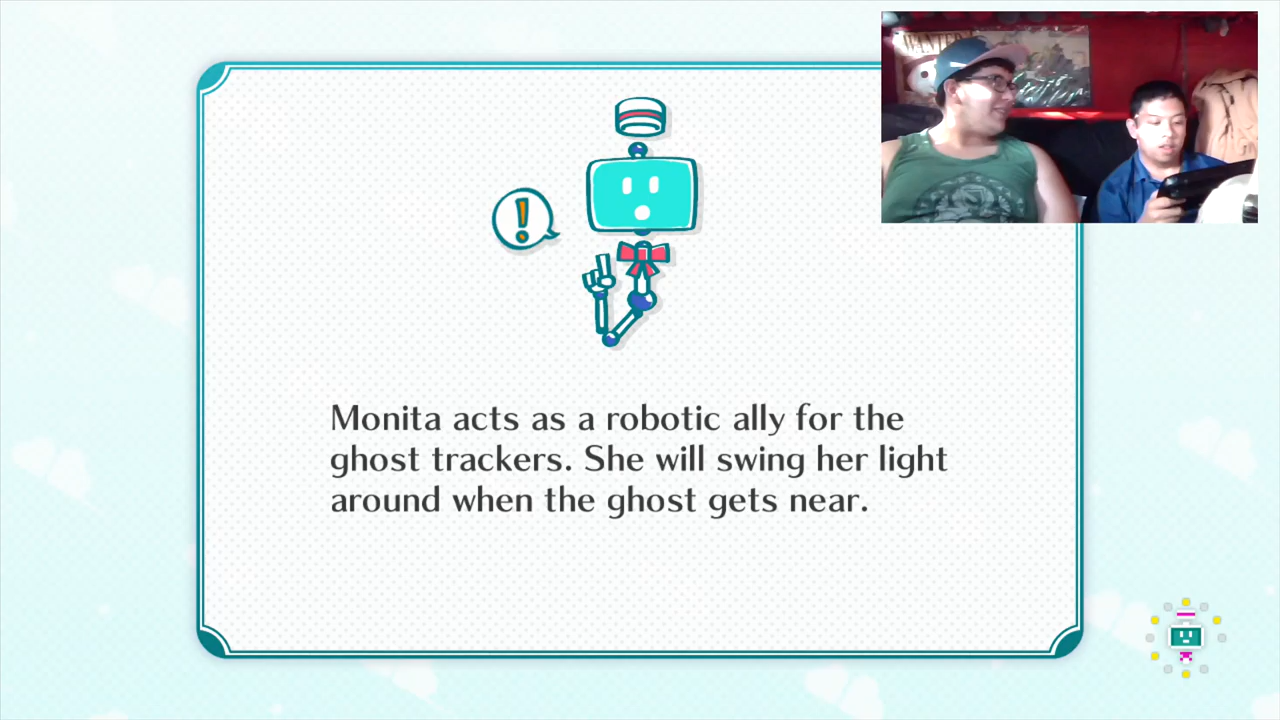 WANTED
!
Monita acts as a robotic ally for the
ghost trackers. She will swing her light
around when the ghost gets near.